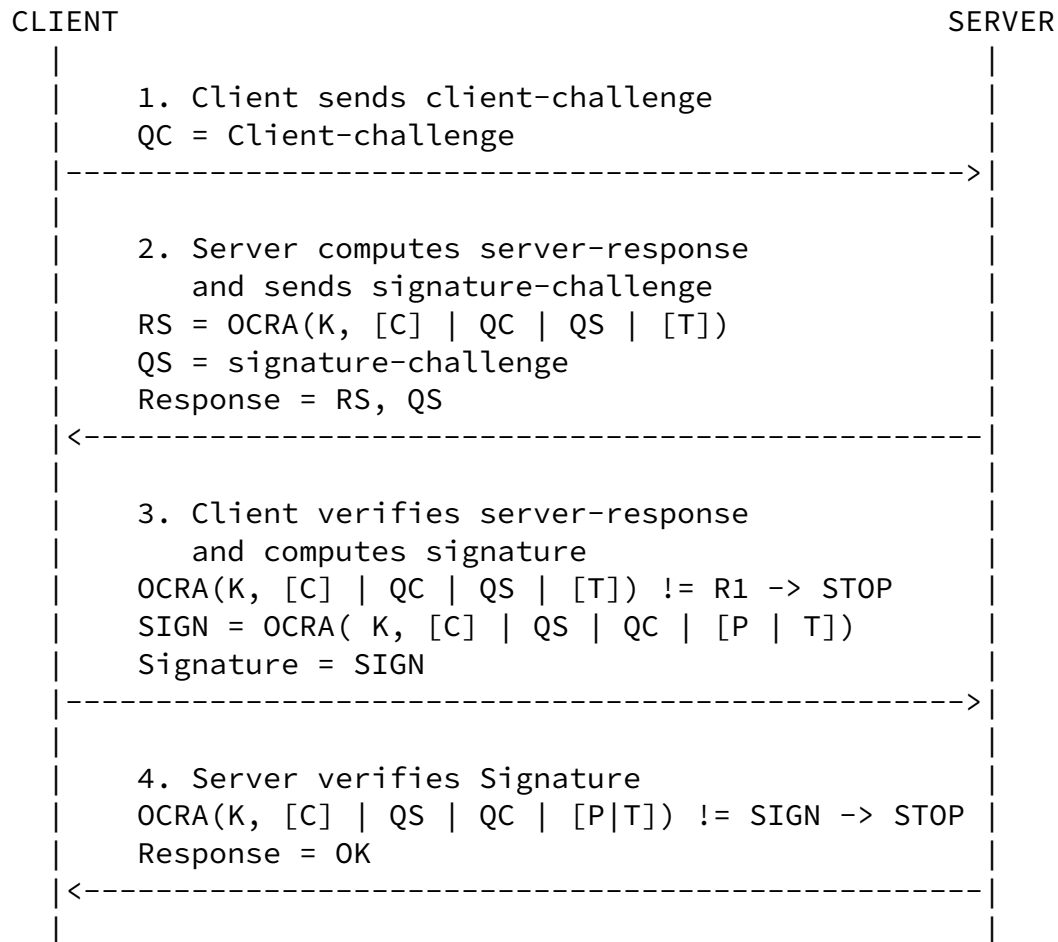 CLIENT SERVER
1. Client sends client-challenge
QC = Client-challenge
2. Server computes server-response
and sends signature-challenge
RS = OCRA(K, [C] | QC | QS | [T])
QS = signature-challenge
Response = RS, QS
3. Client verifies server-response
and computes signature
OCRA(K, [C] | QC | QS | [T]) != R1 -> STOP
SIGN = OCRA( K, [C] | QS | QC | [P | T])
Signature = SIGN
4. Server verifies Signature
OCRA(K, [C] | QS | QC | [P|T]) != SIGN -> STOP
Response = OK